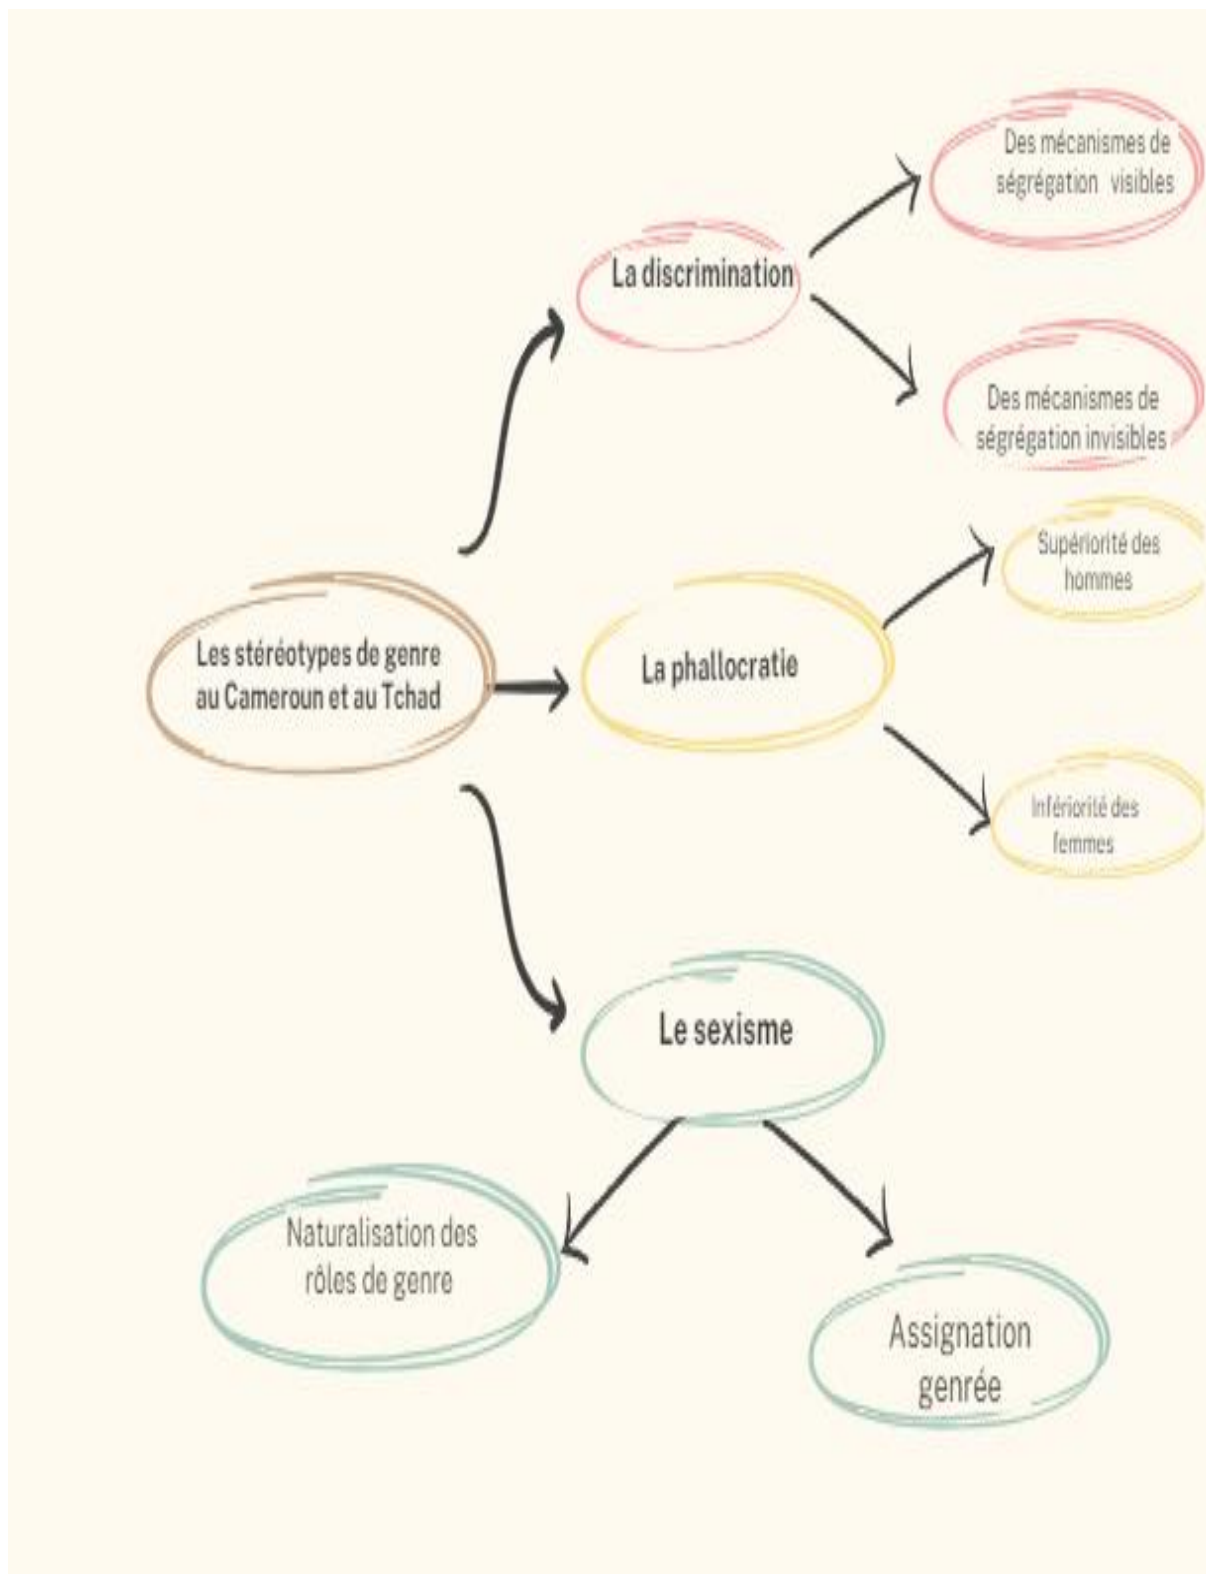 Des mécanismes de
ségrégation visibles
La discrimination
Des mécanismes de
ségrégation invisibles
Supériorité des
hommes
Les stéréotypes de genre
au Cameroun et au Tchad
La phallocratie
Infériorité des
femmes
Le sexisme
Naturalisation des
rôles de genre
Assignation
genrée